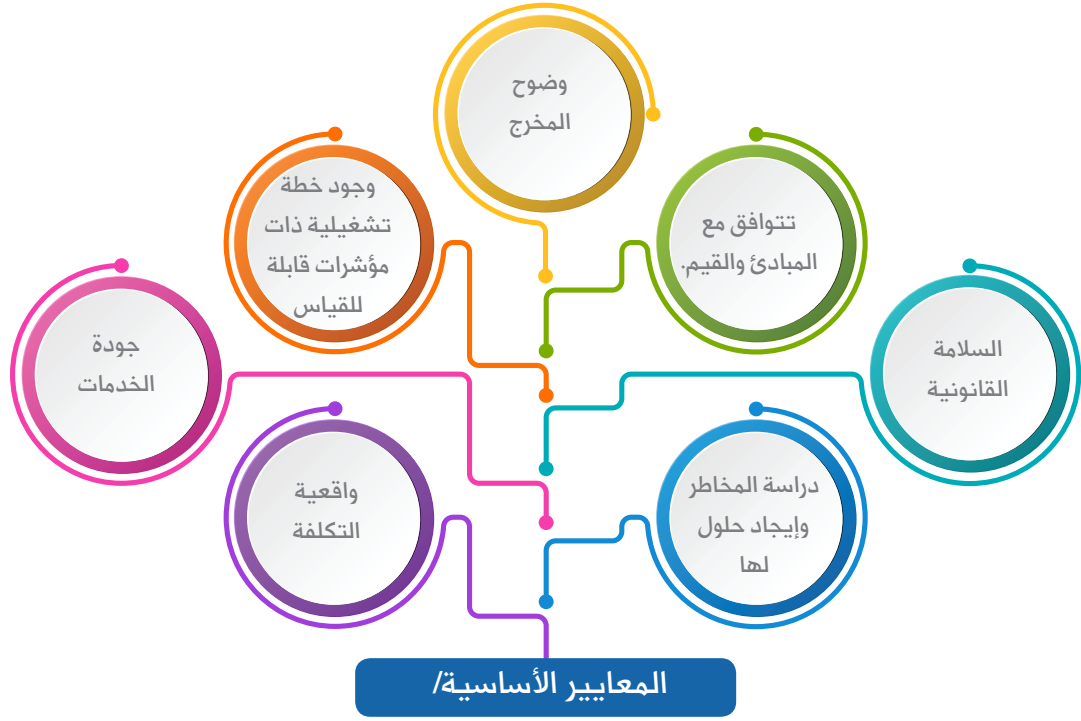 وضوح
المخرج
تتوافق مع
المبادئ والقيم.
وجود خطة
تشغيلية ذات
مؤشرات قابلة
للقياس
السلامة
القانونية
جودة
الخدمات
دراسة المخاطر
وإيجاد حلول
لها
واقعية
التكلفة
المعايير الأساسية/